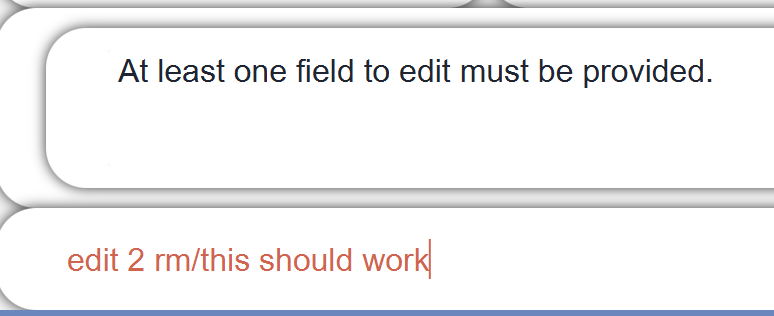 At least one field to edit must be provided.
edit 2 rm/this should work